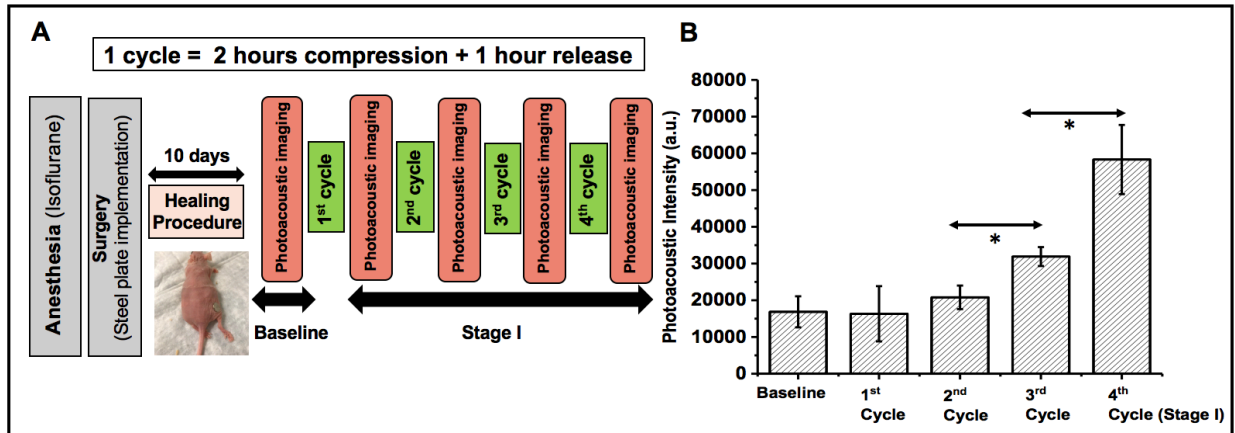 A
1 cycle = 2 hours compression + 1 hour release
Anesthesia (Isoflurane)
Surgery
(Steel plate implementation)
10 days
Healing
Procedure
Photoacoustic imaging
1st cycle
Photoacoustic imaging
2nd cycle
Photoacoustic imaging
3rd cycle
Photoacoustic imaging
4th cycle
Photoacoustic imaging
Baseline
Stage I
B
Photoacoustic Intensity (a.u.)
80000
70000
60000
50000
40000
30000
20000
10000
0
*
*
Baseline
1st
Cycle
2nd
Cycle
3rd
Cycle
4th
Cycle (Stage I)